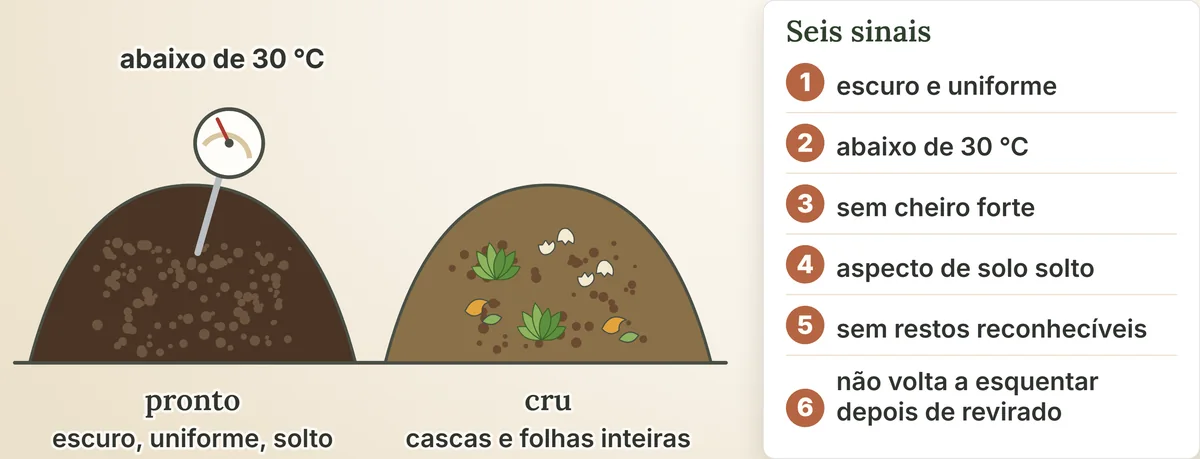 abaixo de 30 °C
pronto
escuro, uniforme, solto
cru
cascas e folhas inteiras
Seis sinais
1 escuro e uniforme
2 abaixo de 30 °C
3 sem cheiro forte
4 aspecto de solo solto
5 sem restos reconhecíveis
6 não volta a esquentar
depois de revirado